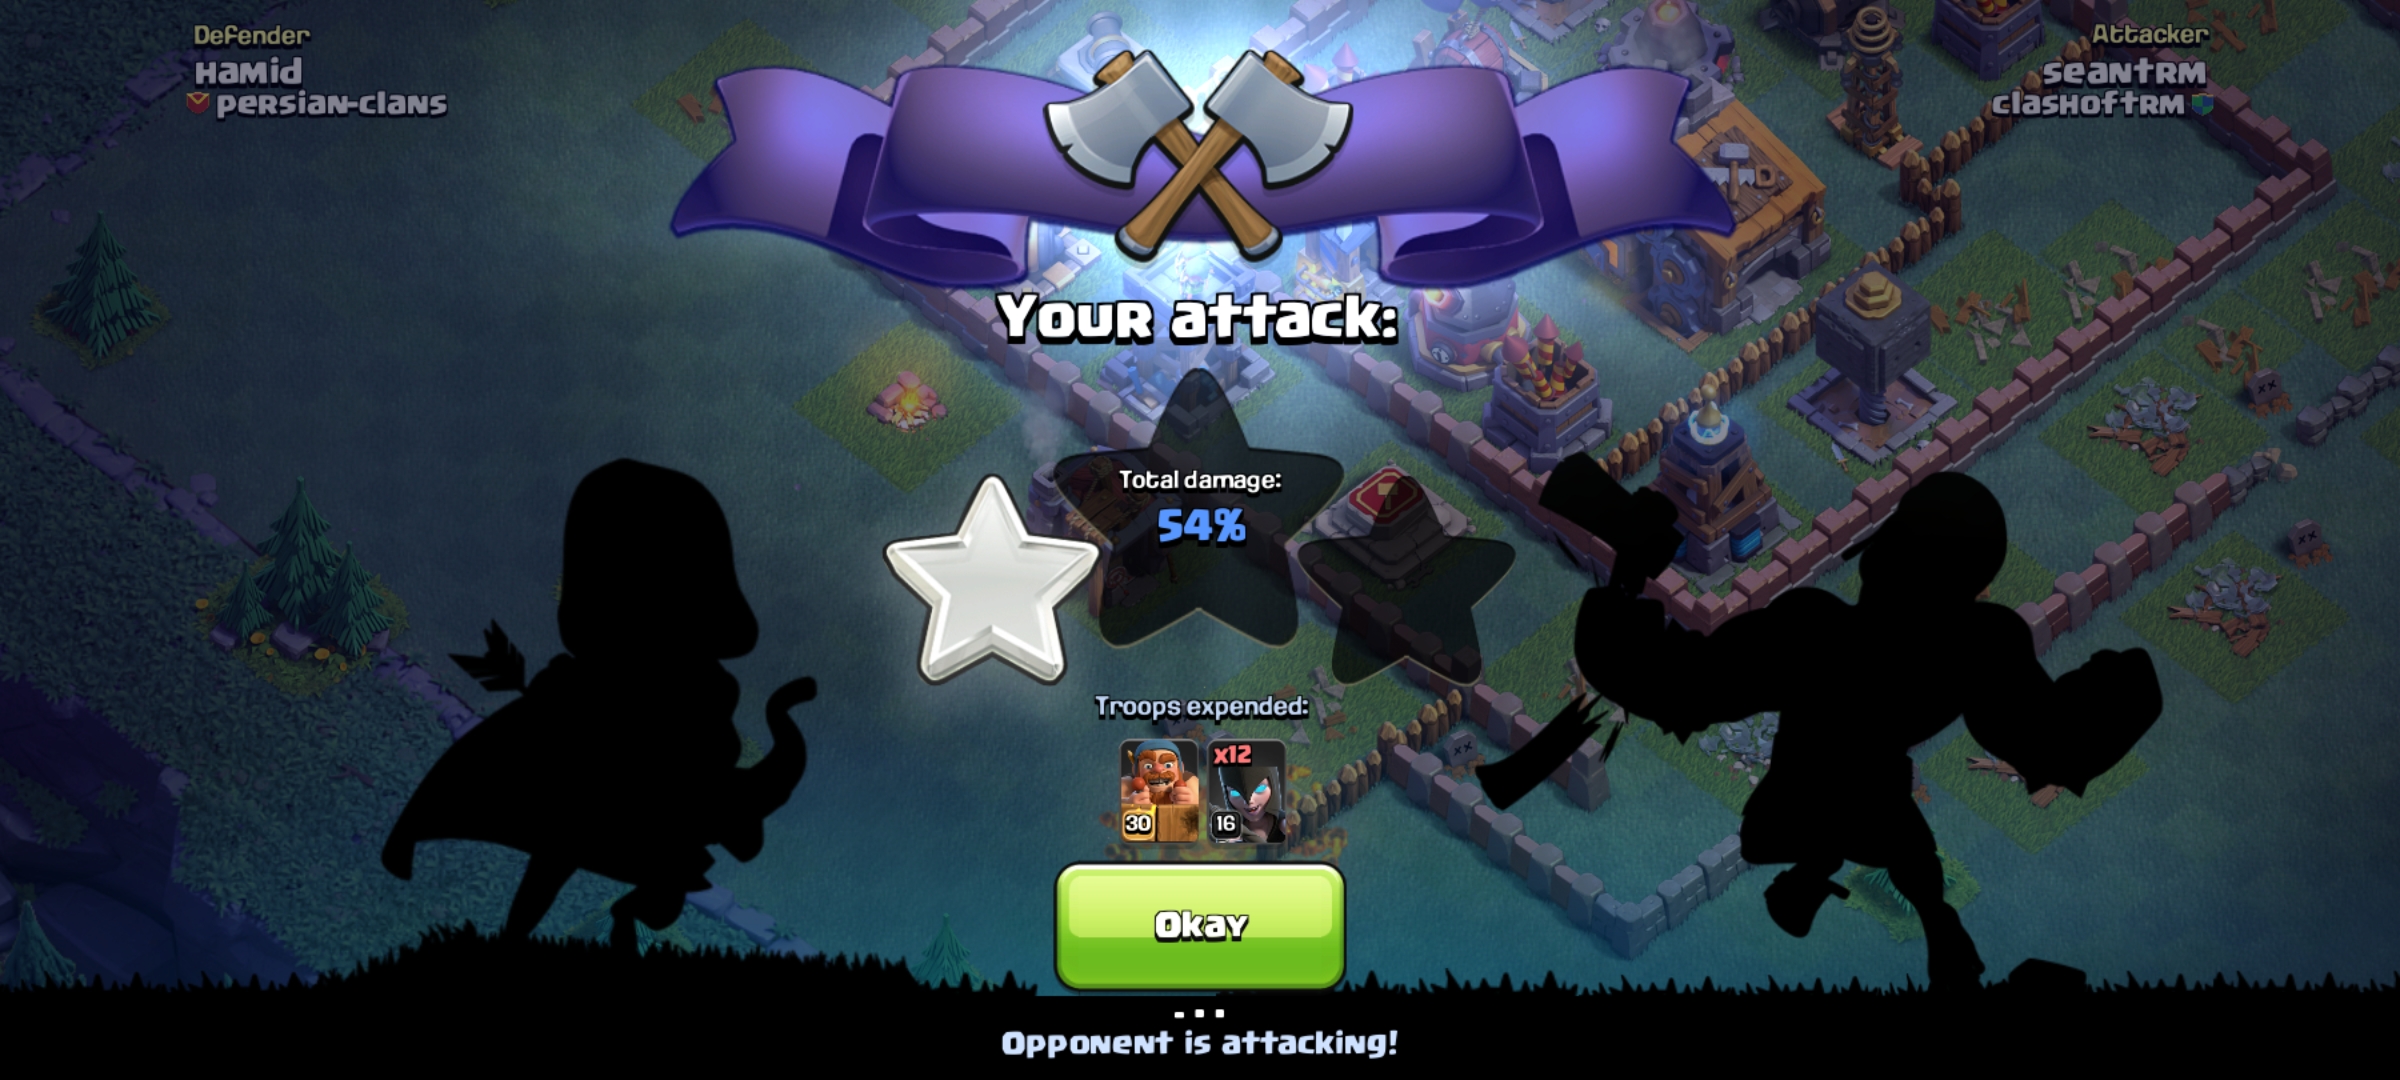 Defender
Hamid
Persian-clans
Attacker
seantRM
clashoftRM
Your attack:
Total damage:
54%
Troops expended:
x12
30
16
Okay
...
Opponent is attacking!